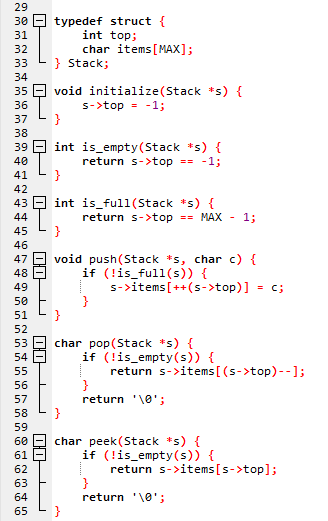 29
30 typedef struct {
31     int top;
32     char items[MAX];
33 } Stack;
34
35 void initialize(Stack *s) {
36     s->top = -1;
37 }
38
39 int is_empty(Stack *s) {
40     return s->top == -1;
41 }
42
43 int is_full(Stack *s) {
44     return s->top == MAX - 1;
45 }
46
47 void push(Stack *s, char c) {
48     if (!is_full(s)) {
49         s->items[++(s->top)] = c;
50     }
51 }
52
53 char pop(Stack *s) {
54     if (!is_empty(s)) {
55         return s->items[(s->top)--];
56     }
57     return '\0';
58 }
59
60 char peek(Stack *s) {
61     if (!is_empty(s)) {
62         return s->items[s->top];
63     }
64     return '\0';
65 }